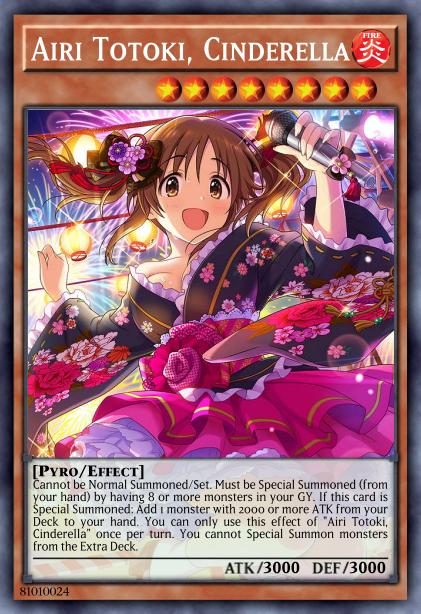 Airi Totoki, Cinderella
FIRE
炎
[Pyro/Effect]
Cannot be Normal Summoned/Set. Must be Special Summoned (from
your hand) by having 8 or more monsters in your GY. If this card is
Special Summoned: Add 1 monster with 2000 or more ATK from your
Deck to your hand. You can only use this effect of "Airi Totoki,
Cinderella" once per turn. You cannot Special Summon monsters
from the Extra Deck.
ATK/3000 DEF/3000
81010024